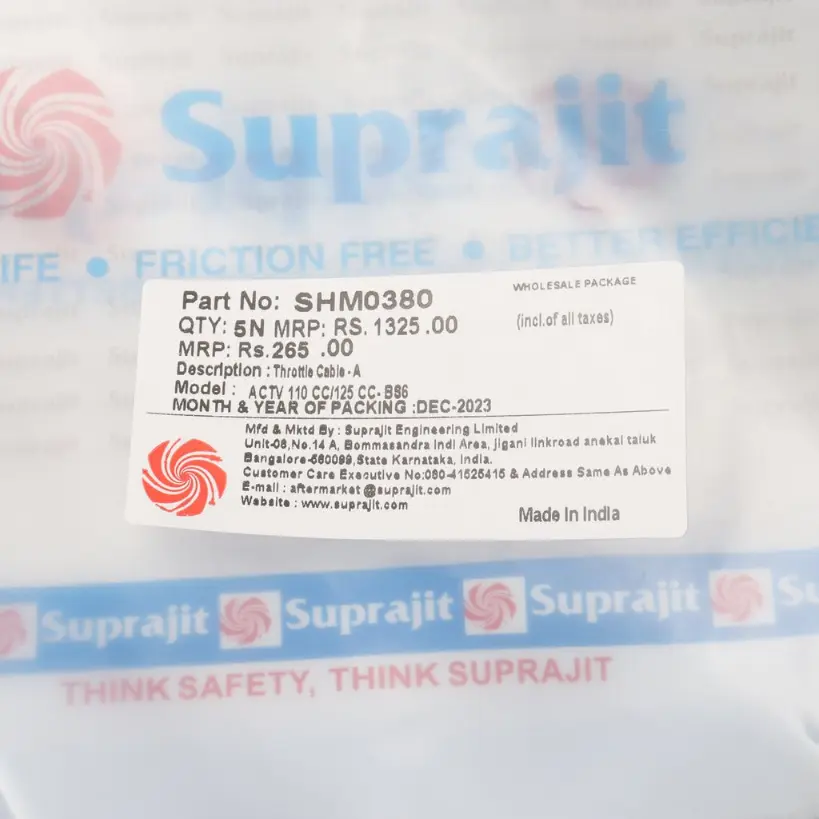 Suprajit
IFE • FRICTION FREE • BETTER EFFICIE
Part No: SHM0380
WHOLESALE PACKAGE
QTY: 5N MRP: RS. 1325.00
(incl.of all taxes)
MRP: Rs.265 .00
Description : Throttle Cable - A
Model : ACTV 110 CC/125 CC- BS6
MONTH & YEAR OF PACKING :DEC-2023
Mfd & Mktd By : Suprajit Engineering Limited
Unit-08,No.14 A, Bommasandra Indl Area, jigani linkroad anekal taluk
Bangalore-560099,State Karnataka, India.
Customer Care Executive No:080-41525415 & Address Same As Above
E-mail : aftermarket @suprajit.com
Website : www.suprajit.com
Made In India
Suprajit Suprajit Suprajit Su
THINK SAFETY, THINK SUPRAJIT